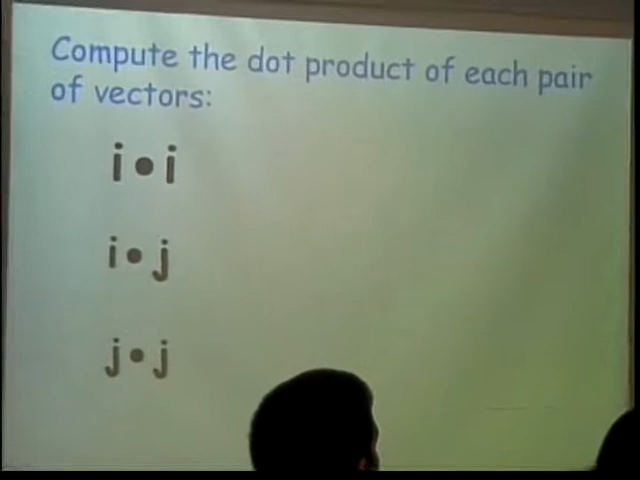 Compute the dot product of each pair
of vectors:
i • i
i • j
j • j